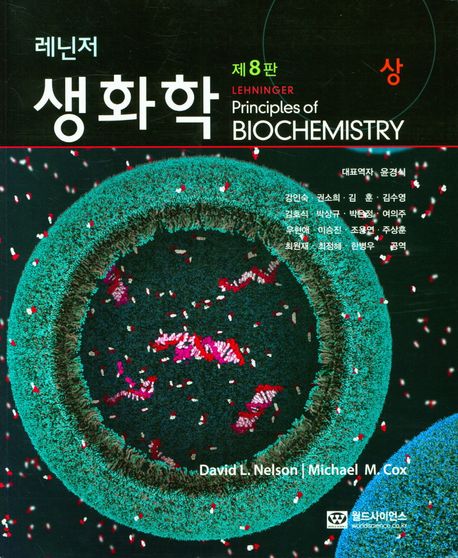 레닌저
제8판
상
생화학
LEHNINGER
Principles of
BIOCHEMISTRY
대표역자 윤경식
김인숙 · 권소희 · 김 훈 · 김수영
김호식 · 박상규 · 박난정 · 여의주
우현애 · 이승진 · 조용연 · 주상훈
최원재 · 최정혜 · 한병우 공역
David L. Nelson | Michael M. Cox
월드사이언스
worldscience.co.kr